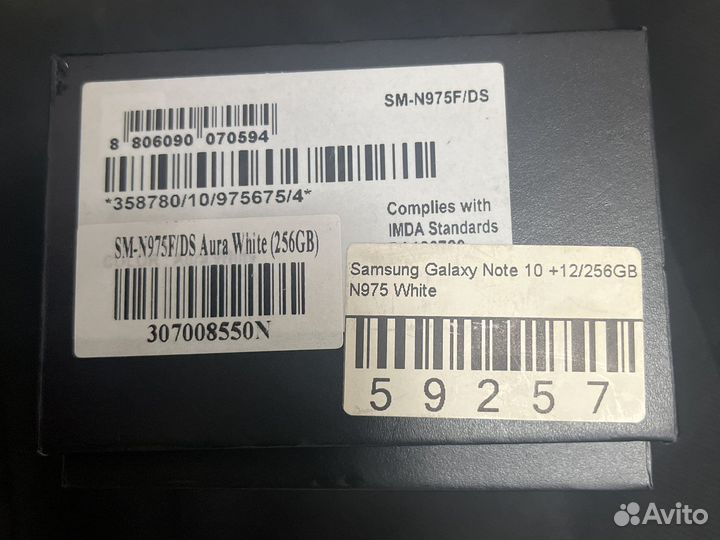 SM-N975F/DS
8 806090 070594
*358780/10/975675/4*
Complies with
IMDA Standards
SM-N975F/DS Aura White (256GB)
307008550N
Samsung Galaxy Note 10 +12/256GB
N975 White
59257
Avito